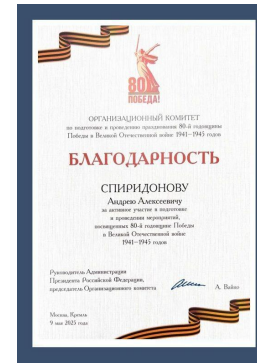 80
ПОБЕДА!
ОРГАНИЗАЦИОННЫЙ КОМИТЕТ
по подготовке и проведению празднования 80-й годовщины
Победы в Великой Отечественной войне 1941–1945 годов
БЛАГОДАРНОСТЬ
СПИРИДОНОВУ
Андрею Алексеевичу
за активное участие в подготовке
и проведении мероприятий,
посвященных 80-й годовщине Победы
в Великой Отечественной войне
1941–1945 годов
Руководитель Администрации
Президента Российской Федерации,
председатель Организационного комитета
А. Вайно
Москва, Кремль
9 мая 2025 года